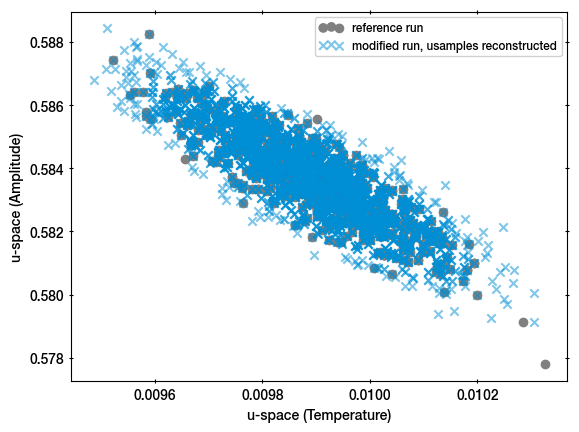 reference run
modified run, usamples reconstructed
0.588
0.586
0.584
0.582
0.580
0.578
u-space (Amplitude)
0.0096
0.0098
0.0100
0.0102
u-space (Temperature)